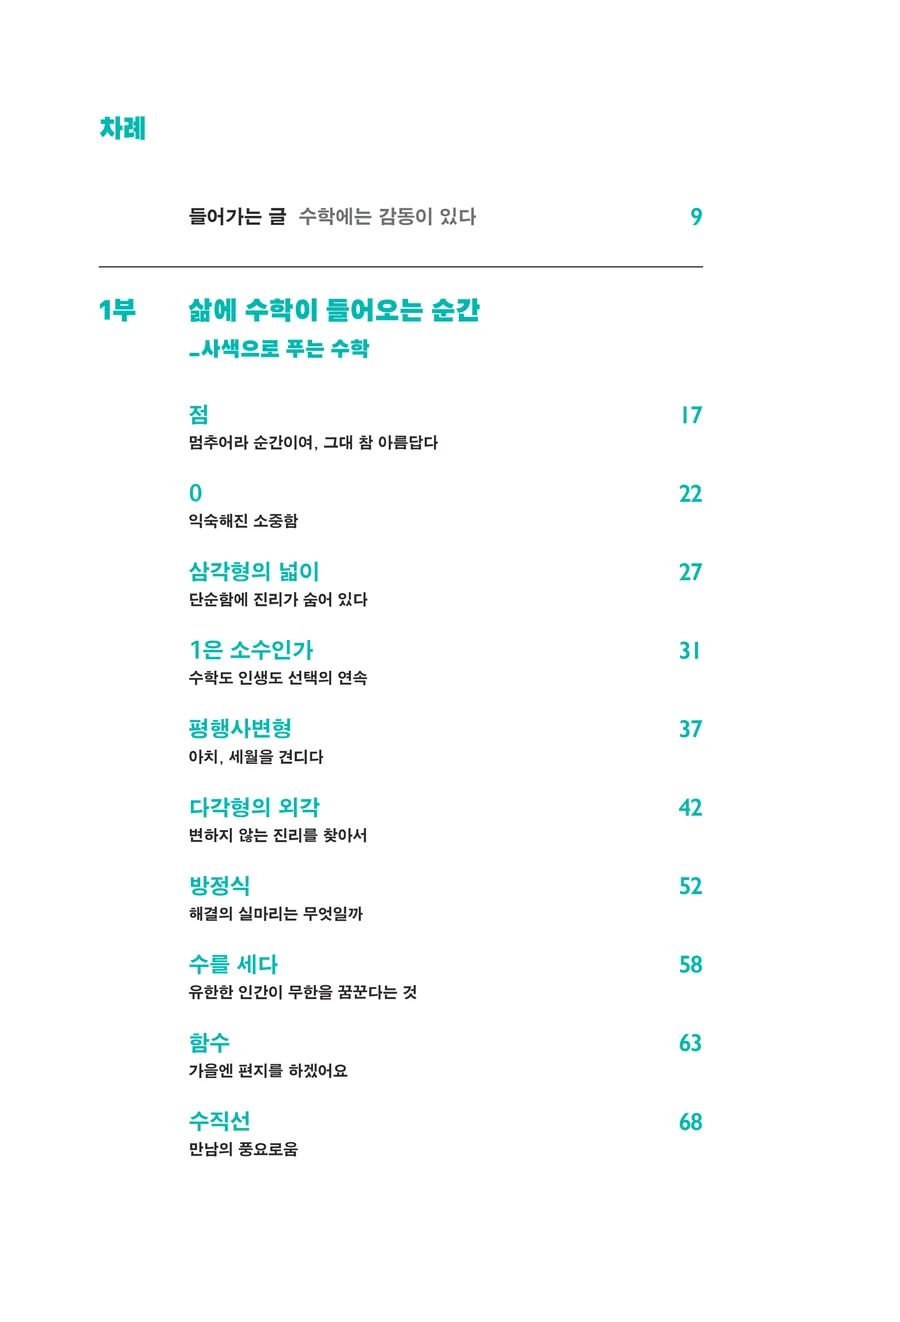 차례
들어가는 글 수학에는 감동이 있다 9
1부 삶에 수학이 들어오는 순간
–사색으로 푸는 수학
점 17
멈추어라 순간이여, 그대 참 아름답다
0 22
익숙해진 소중함
삼각형의 넓이 27
단순함에 진리가 숨어 있다
1은 소수인가 31
수학도 인생도 선택의 연속
평행사변형 37
아치, 세월을 견디다
다각형의 외각 42
변하지 않는 진리를 찾아서
방정식 52
해결의 실마리는 무엇일까
수를 세다 58
유한한 인간이 무한을 꿈꾼다는 것
함수 63
가을엔 편지를 하겠어요
수직선 68
만남의 풍요로움